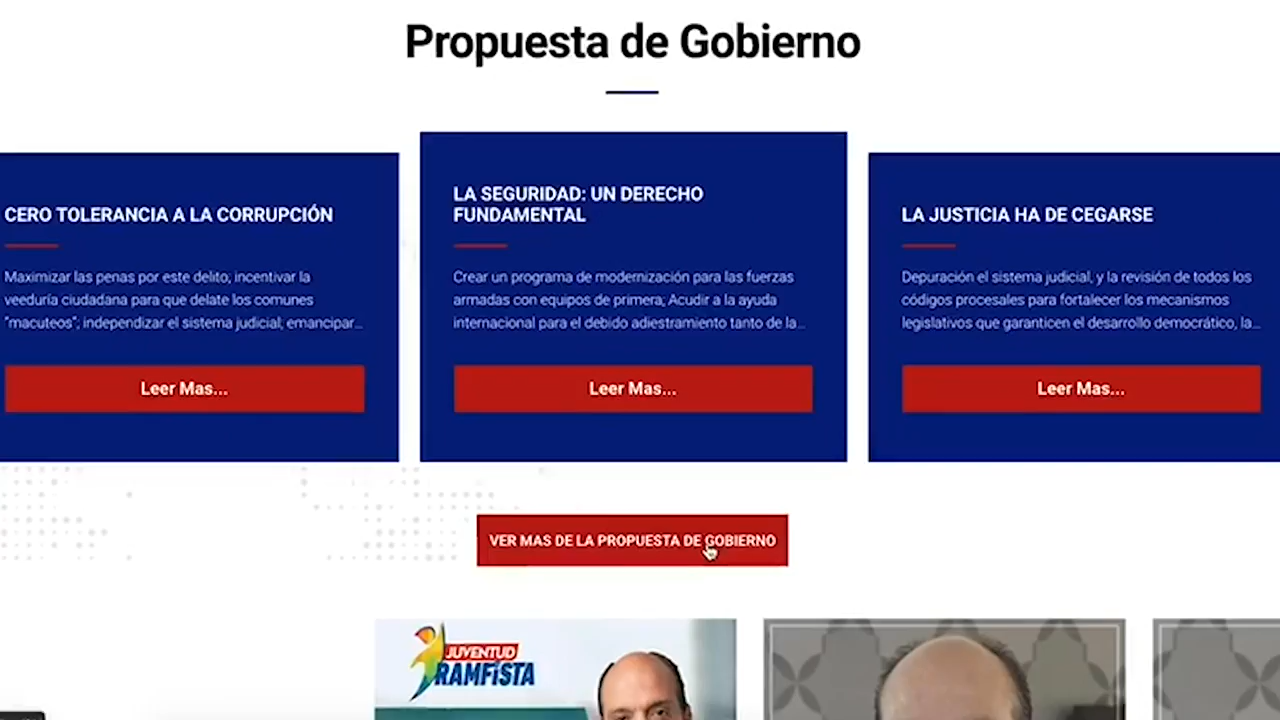 Propuesta de Gobierno
CERO TOLERANCIA A LA CORRUPCIÓN
Maximizar las penas por este delito; incentivar la
veeduría ciudadana para que delate los comunes
"macuteos"; independizar el sistema judicial; emancipar...
Leer Mas...
LA SEGURIDAD: UN DERECHO
FUNDAMENTAL
Crear un programa de modernización para las fuerzas
armadas con equipos de primera; Acudir a la ayuda
internacional para el debido adiestramiento tanto de la...
Leer Mas...
LA JUSTICIA HA DE CEGARSE
Depuración el sistema judicial, y la revisión de todos los
códigos procesales para fortalecer los mecanismos
legislativos que garanticen el desarrollo democrático, la...
Leer Mas...
VER MAS DE LA PROPUESTA DE GOBIERNO
JUVENTUD
RAMFISTA